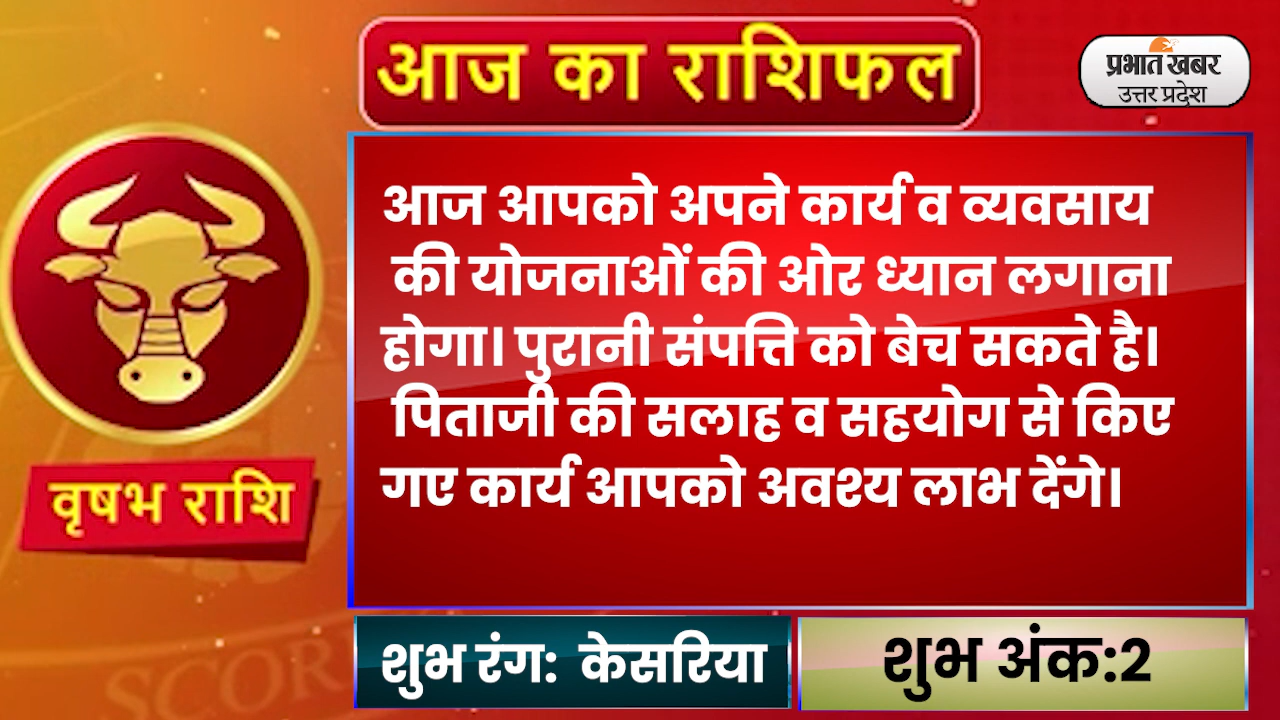 आज का राशिफल
प्रभात खबर
उत्तर प्रदेश
आज आपको अपने कार्य व व्यवसाय
की योजनाओं की ओर ध्यान लगाना
होगा। पुरानी संपत्ति को बेच सकते है।
पिताजी की सलाह व सहयोग से किए
गए कार्य आपको अवश्य लाभ देंगे।
वृषभ राशि
शुभ रंग: केसरिया
शुभ अंक:2
SCOR